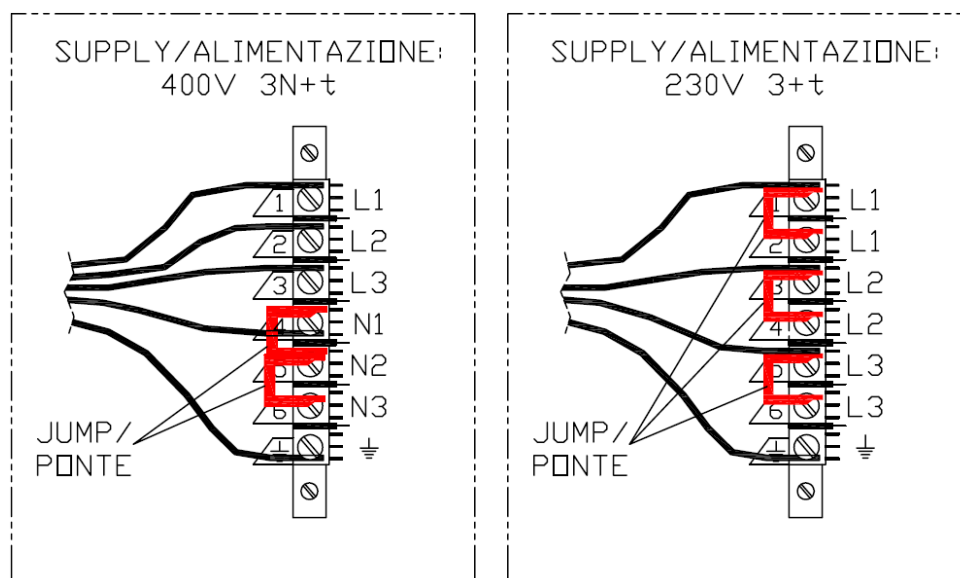 SUPPLY/ALIMENTAZIONE:
400V 3N+t
1 L1
2 L2
3 L3
4 N1
5 N2
6 N3
JUMP/
PONTE
SUPPLY/ALIMENTAZIONE:
230V 3+t
1 L1
2 L1
3 L2
4 L2
5 L3
6 L3
JUMP/
PONTE